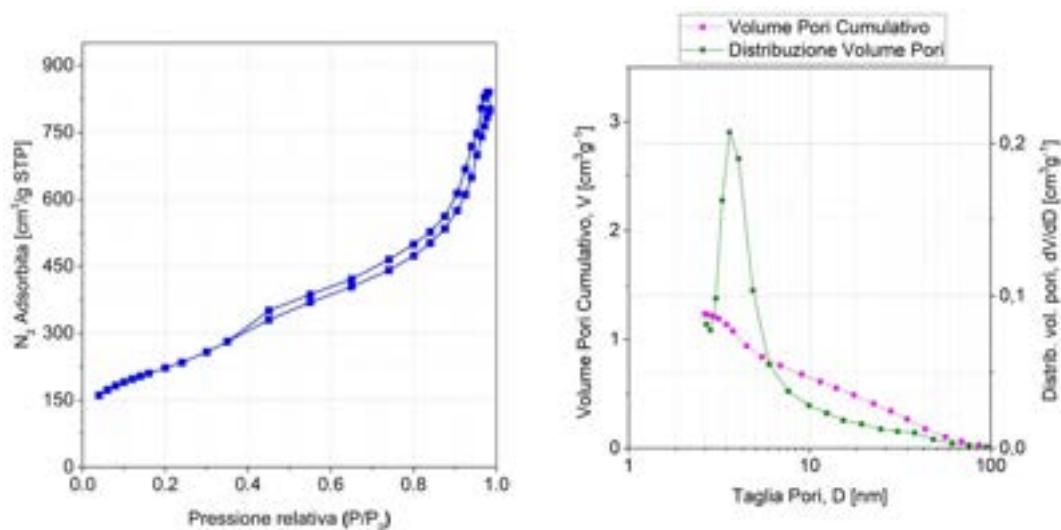 N₂ Adsorbita [cm³/g STP]
900
750
600
450
300
150
0
0.0 0.2 0.4 0.6 0.8 1.0
Pressione relativa (P/P₀)
Volume Pori Cumulativo
Distribuzione Volume Pori
Volume Pori Cumulativo, V [cm³g⁻¹]
3
2
1
0
1 10 100
Taglia Pori, D [nm]
0,2
0,1
0,0
Distrib. vol. pori, dV/dD [cm³g⁻¹]